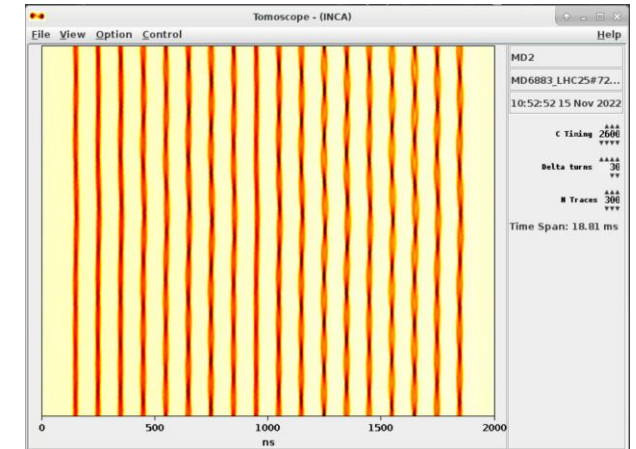 Tomoscope - (INCA)
File View Option Control Help
MD2
MD6883_LHC25#72...
10:52:52 15 Nov 2022
C Timing 2600
Delta turns 30
N Traces 300
Time Span: 18.81 ms
0 500 1000 1500 2000
ns